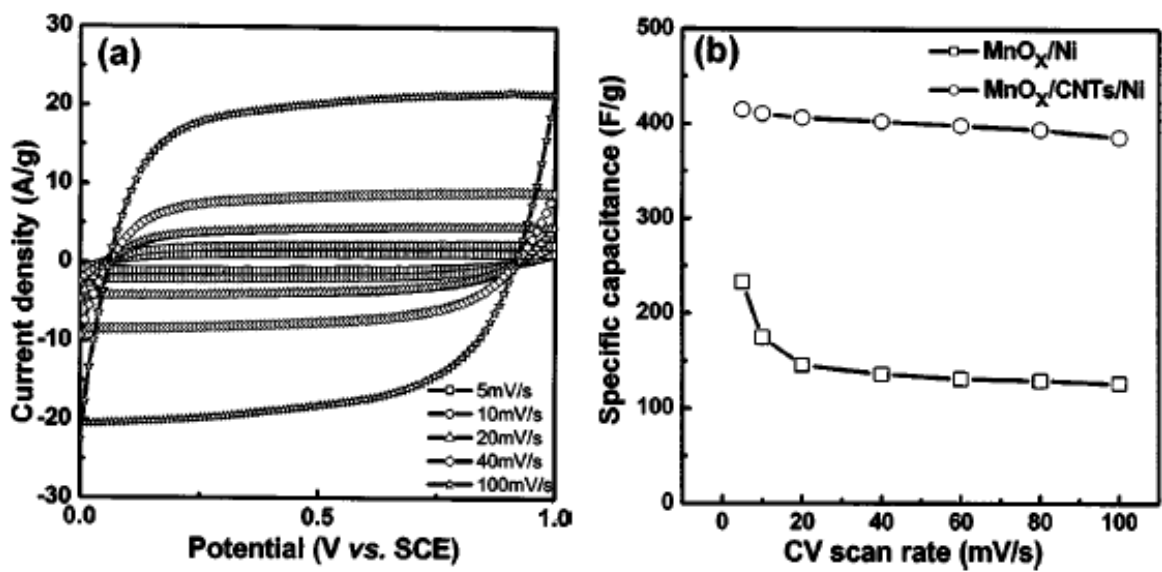 (a)
30
20
10
0
-10
-20
-30
Current density (A/g)
5mV/s
10mV/s
20mV/s
40mV/s
100mV/s
0.0
0.5
1.0
Potential (V vs. SCE)
(b)
MnOx/Ni
MnOx/CNTs/Ni
500
400
300
200
100
0
Specific capacitance (F/g)
0
20
40
60
80
100
CV scan rate (mV/s)